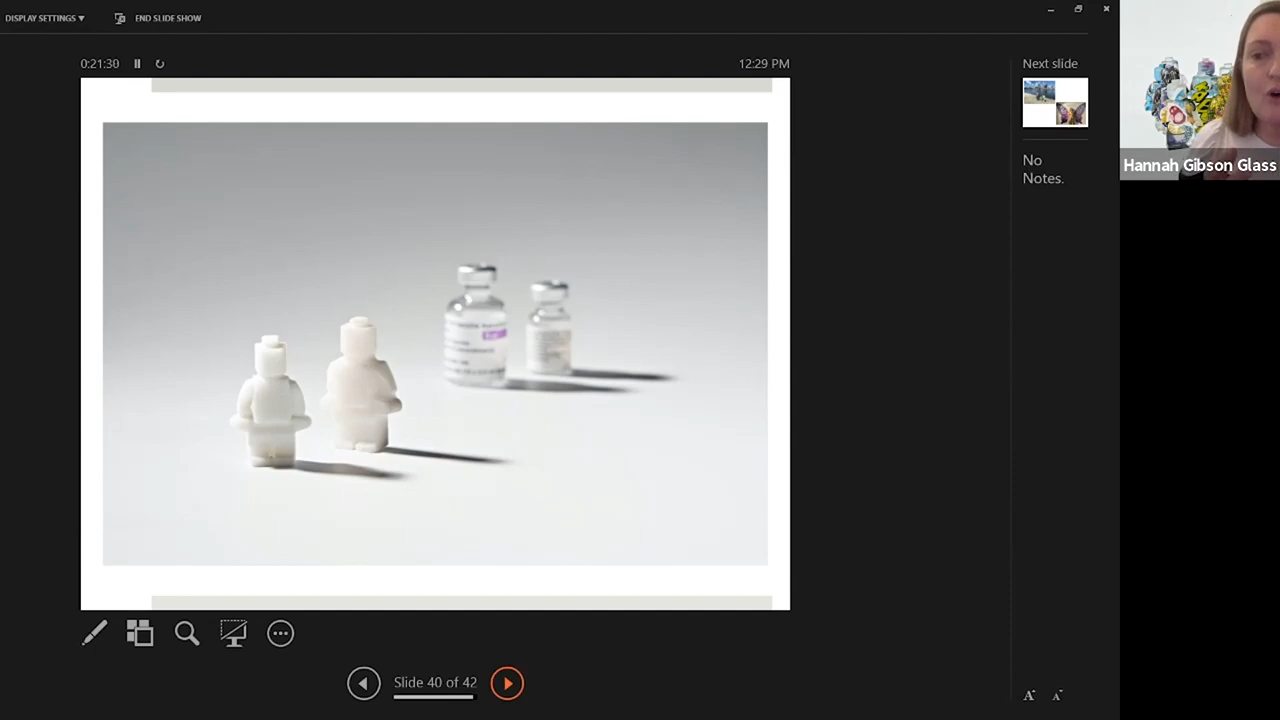 DISPLAY SETTINGS ▼
END SLIDE SHOW
0:21:30
12:29 PM
Next slide
No
Notes.
Hannah Gibson Glass
Slide 40 of 42
A
A